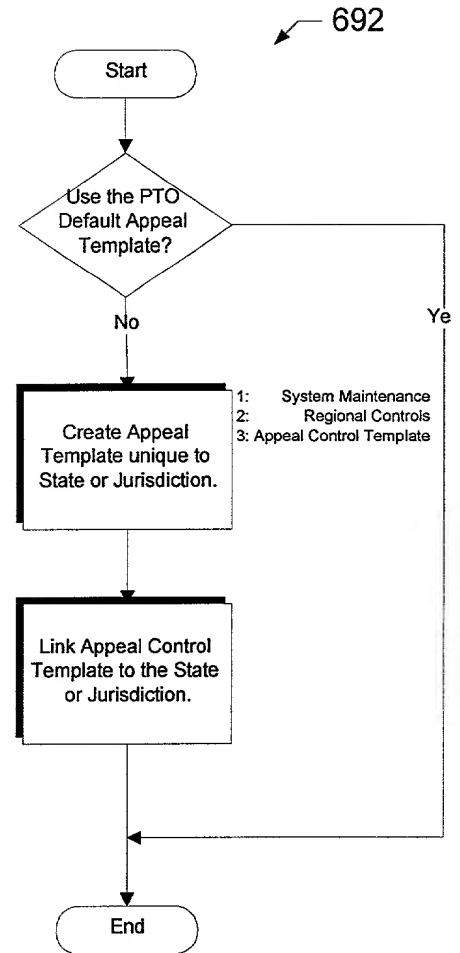 692
Start
Use the PTO
Default Appeal
Template?
No
Ye
1: System Maintenance
2: Regional Controls
3: Appeal Control Template
Create Appeal
Template unique to
State or Jurisdiction.
Link Appeal Control
Template to the State
or Jurisdiction.
End